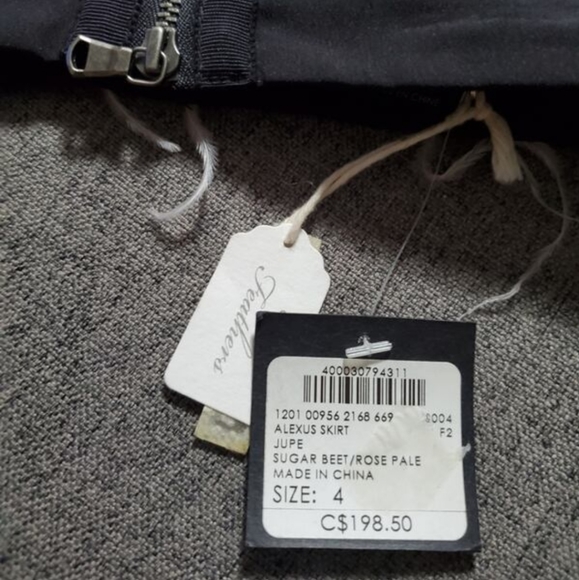 Feathers
400030794311
1201 00956 2168 669 S004
ALEXUS SKIRT F2
JUPE
SUGAR BEET/ROSE PALE
MADE IN CHINA
SIZE: 4
C$198.50